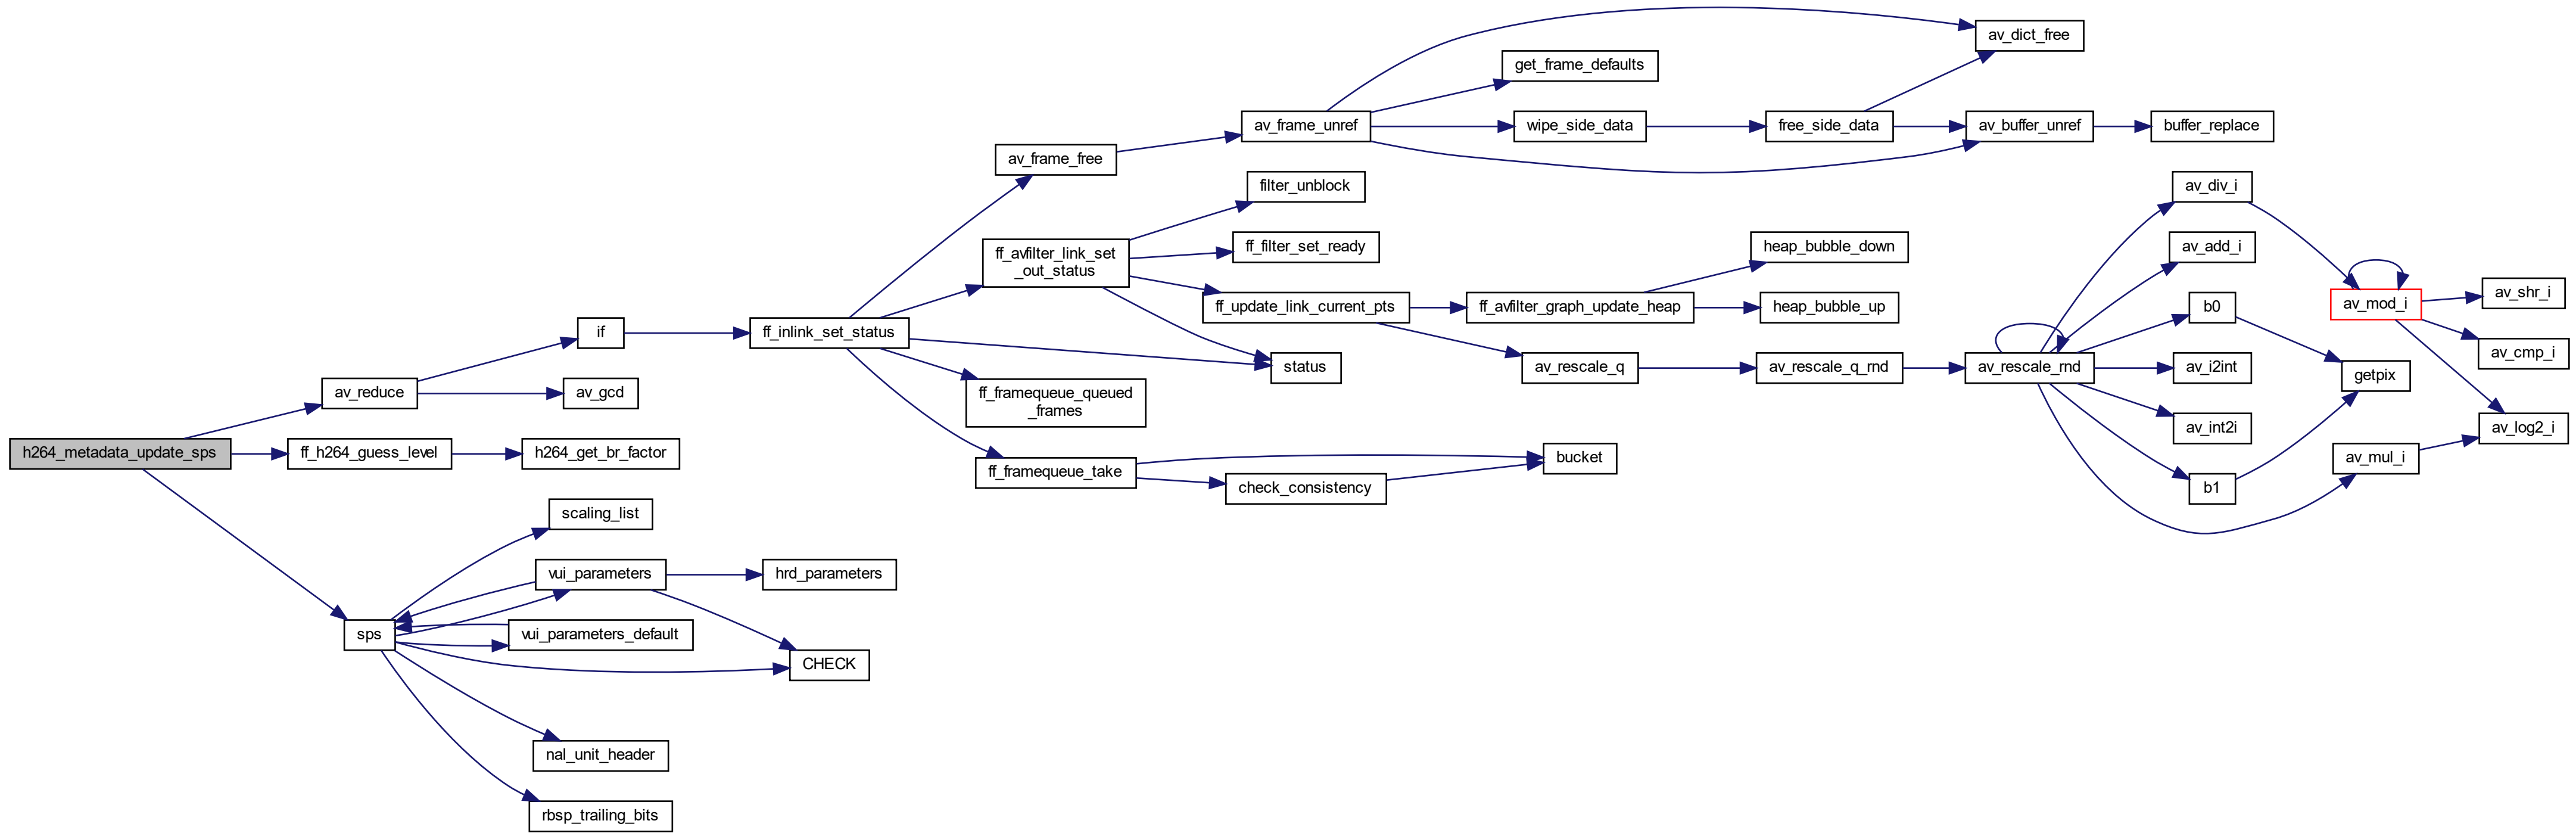 av_dict_free
get_frame_defaults
av_frame_unref
wipe_side_data
free_side_data
av_buffer_unref
buffer_replace
av_frame_free
filter_unblock
av_div_i
ff_avfilter_link_set
_out_status
ff_filter_set_ready
heap_bubble_down
av_add_i
ff_update_link_current_pts
ff_avfilter_graph_update_heap
heap_bubble_up
b0
av_mod_i
av_shr_i
if
ff_inlink_set_status
status
av_rescale_q
av_rescale_q_rnd
av_rescale_rnd
av_i2int
getpix
av_cmp_i
av_reduce
av_gcd
ff_framequeue_queued
_frames
av_int2i
av_log2_i
h264_metadata_update_sps
ff_h264_guess_level
h264_get_br_factor
ff_framequeue_take
bucket
check_consistency
b1
av_mul_i
scaling_list
vui_parameters
hrd_parameters
sps
vui_parameters_default
CHECK
nal_unit_header
rbsp_trailing_bits